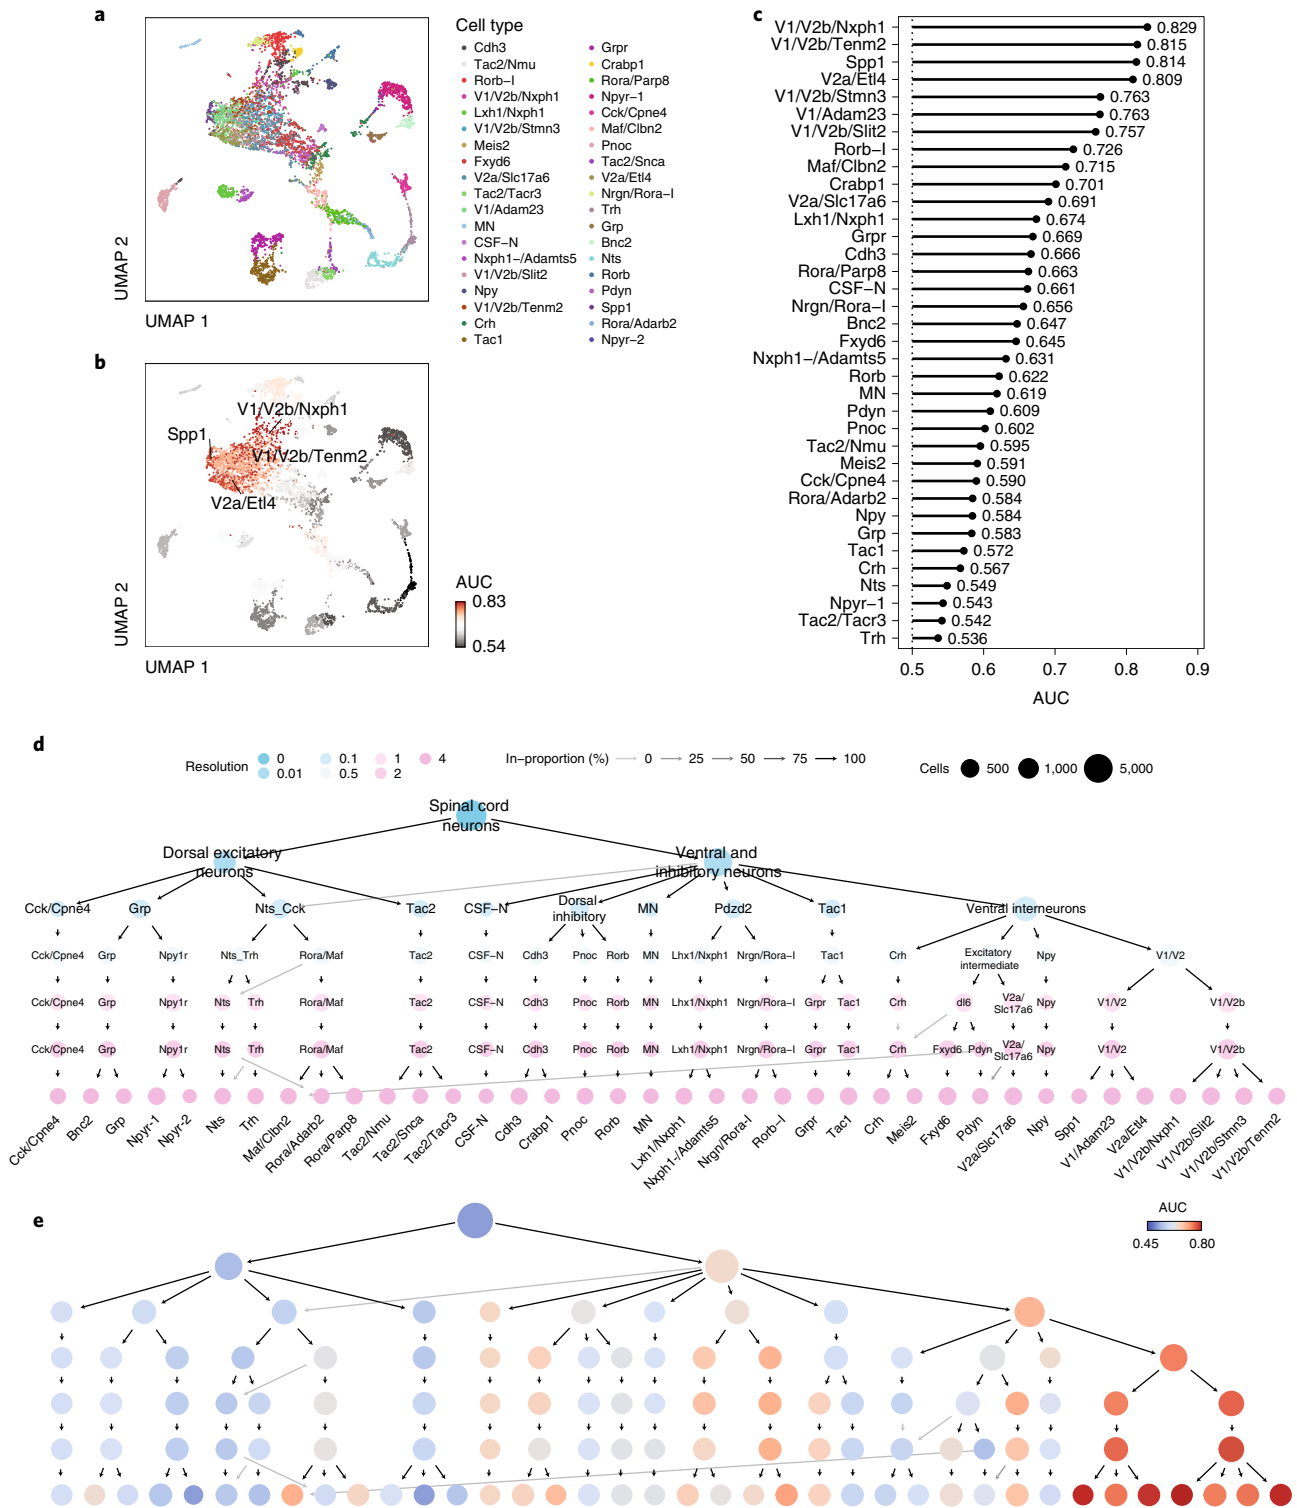 a
Cell type
Cdh3
Tac2/Nmu
Rorb−I
V1/V2b/Nxph1
Lxh1/Nxph1
V1/V2b/Stmn3
Meis2
Fxyd6
V2a/Slc17a6
Tac2/Tacr3
V1/Adam23
MN
CSF-N
Nxph1−/Adamts5
V1/V2b/Slit2
Npy
V1/V2b/Tenm2
Crh
Tac1
Grpr
Crabp1
Rora/Parp8
Npyr−1
Cck/Cpne4
Maf/Clbn2
Pnoc
Tac2/Snca
V2a/Etl4
Nrgn/Rora−I
Trh
Grp
Bnc2
Nts
Rorb
Pdyn
Spp1
Rora/Adarb2
Npyr−2
UMAP 2
UMAP 1
b
V1/V2b/Nxph1
Spp1
V1/V2b/Tenm2
V2a/Etl4
AUC
0.83
0.54
UMAP 2
UMAP 1
c
V1/V2b/Nxph1 0.829
V1/V2b/Tenm2 0.815
Spp1 0.814
V2a/Etl4 0.809
V1/V2b/Stmn3 0.763
V1/Adam23 0.763
V1/V2b/Slit2 0.757
Rorb−I 0.726
Maf/Clbn2 0.715
Crabp1 0.701
V2a/Slc17a6 0.691
Lxh1/Nxph1 0.674
Grpr 0.669
Cdh3 0.666
Rora/Parp8 0.663
CSF−N 0.661
Nrgn/Rora−I 0.656
Bnc2 0.647
Fxyd6 0.645
Nxph1−/Adamts5 0.631
Rorb 0.622
MN 0.619
Pdyn 0.609
Pnoc 0.602
Tac2/Nmu 0.595
Meis2 0.591
Cck/Cpne4 0.590
Rora/Adarb2 0.584
Npy 0.584
Grp 0.583
Tac1 0.572
Crh 0.567
Nts 0.549
Npyr−1 0.543
Tac2/Tacr3 0.542
Trh 0.536
0.5 0.6 0.7 0.8 0.9
AUC
d
Resolution 0 0.1 1 4
0.01 0.5 2
In−proportion (%) 0 25 50 75 100
Cells 500 1,000 5,000
Spinal cord
neurons
Dorsal excitatory
neurons
Ventral and
inhibitory neurons
Cck/Cpne4 Grp Nts_Cck Tac2 CSF−N Dorsal
inhibitory MN Pdzd2 Tac1 Ventral interneurons
Cck/Cpne4 Grp Npy1r Nts_Trh Rora/Maf Tac2 CSF−N Cdh3 Pnoc Rorb MN Lhx1/Nxph1 Nrgn/Rora−I Tac1 Crh Excitatory
intermediate Npy V1/V2
Cck/Cpne4 Grp Npy1r Nts Trh Rora/Maf Tac2 CSF−N Cdh3 Pnoc Rorb MN Lhx1/Nxph1 Nrgn/Rora−I Grpr Tac1 Crh dl6 V2a/
Slc17a6 Npy V1/V2 V1/V2b
Cck/Cpne4 Grp Npy1r Nts Trh Rora/Maf Tac2 CSF−N Cdh3 Pnoc Rorb MN Lxh1/Nxph1 Nrgn/Rora−I Grpr Tac1 Crh Fxyd6 Pdyn V2a/
Slc17a6 Npy V1/V2 V1/V2b
Cck/Cpne4
Bnc2
Grp
Npyr-1
Npyr-2
Nts
Trh
Maf/Clbn2
Rora/Adarb2
Rora/Parp8
Tac2/Nmu
Tac2/Snca
Tac2/Tacr3
CSF-N
Cdh3
Crabp1
Pnoc
Rorb
MN
Lxh1/Nxph1
Nxph1-/Adamts5
Nrgn/Rora-I
Rorb-I
Grpr
Tac1
Crh
Meis2
Fxyd6
Pdyn
V2a/Slc17a6
Npy
Spp1
V1/Adam23
V2a/Etl4
V1/V2b/Nxph1
V1/V2b/Slit2
V1/V2b/Stmn3
V1/V2b/Tenm2
e
AUC
0.45 0.80